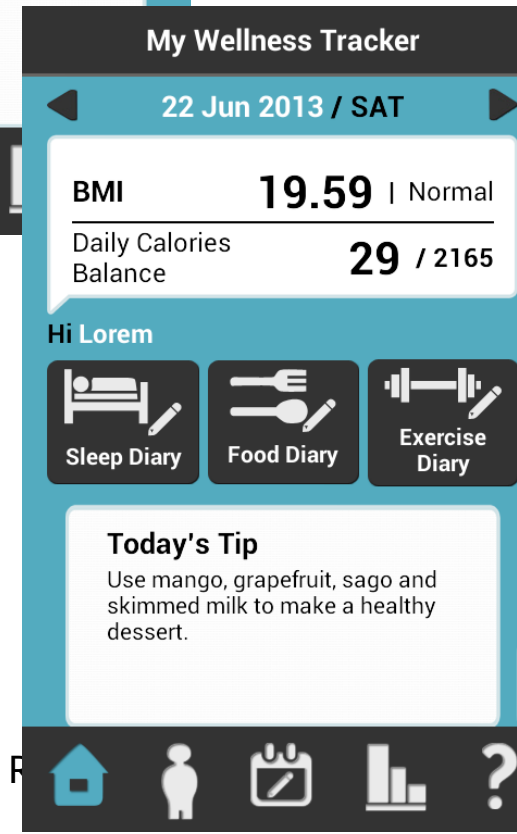 My Wellness Tracker
22 Jun 2013 / SAT
BMI 19.59 | Normal
Daily Calories
Balance 29 / 2165
Hi Lorem
Sleep Diary Food Diary Exercise
Diary
Today's Tip
Use mango, grapefruit, sago and
skimmed milk to make a healthy
dessert.
?